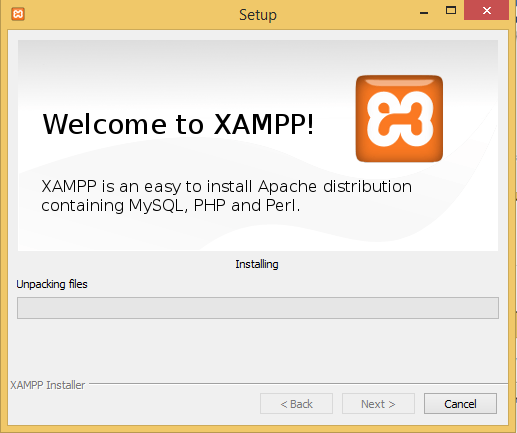 Setup
Welcome to XAMPP!
XAMPP is an easy to install Apache distribution
containing MySQL, PHP and Perl.
Installing
Unpacking files
XAMPP Installer
< Back
Next >
Cancel